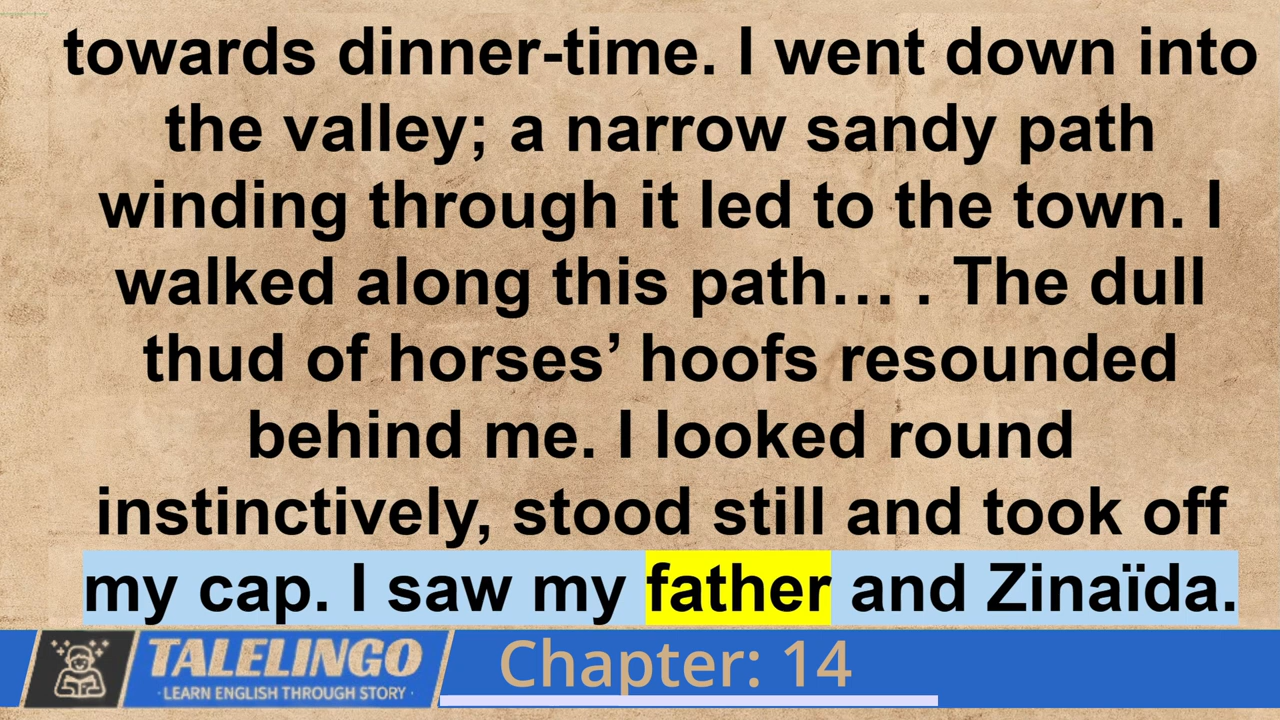 towards dinner-time. I went down into
the valley; a narrow sandy path
winding through it led to the town. I
walked along this path… . The dull
thud of horses’ hoofs resounded
behind me. I looked round
instinctively, stood still and took off
my cap. I saw my father and Zinaïda.
TALELINGO
· LEARN ENGLISH THROUGH STORY ·
Chapter: 14